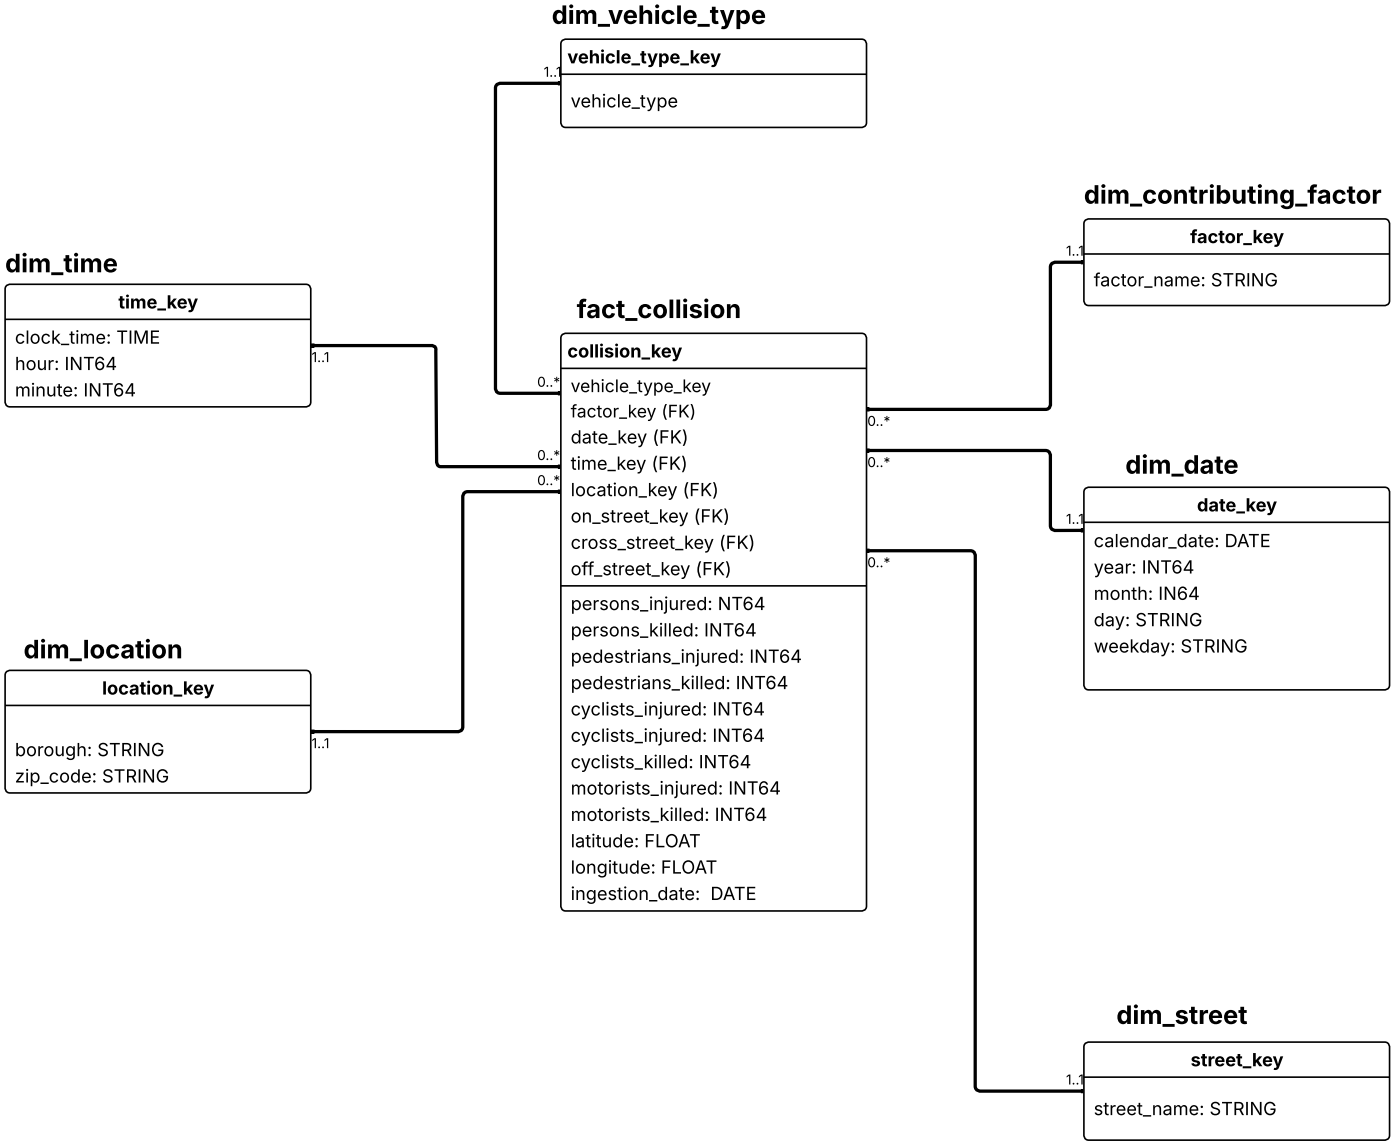 dim_vehicle_type
vehicle_type_key
1..1
vehicle_type
dim_contributing_factor
factor_key
1..1
factor_name: STRING
dim_time
time_key
clock_time: TIME
hour: INT64
minute: INT64
1..1
fact_collision
collision_key
0..*
vehicle_type_key
factor_key (FK)
0..*
date_key (FK)
0..*
time_key (FK)
0..*
0..*
location_key (FK)
on_street_key (FK)
cross_street_key (FK)
0..*
off_street_key (FK)
persons_injured: NT64
persons_killed: INT64
pedestrians_injured: INT64
pedestrians_killed: INT64
cyclists_injured: INT64
cyclists_injured: INT64
cyclists_killed: INT64
motorists_injured: INT64
motorists_killed: INT64
latitude: FLOAT
longitude: FLOAT
ingestion_date:  DATE
dim_date
date_key
1..1
calendar_date: DATE
year: INT64
month: IN64
day: STRING
weekday: STRING
dim_location
location_key
borough: STRING
zip_code: STRING
1..1
dim_street
street_key
1..1
street_name: STRING